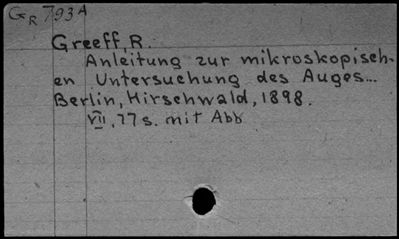 GR 793A
Greeff, R.
Anleitung zur mikroskopisch-
en Untersuchung des Auges...
Berlin, Hirschwald, 1898.
VII, 77 s. mit Abb